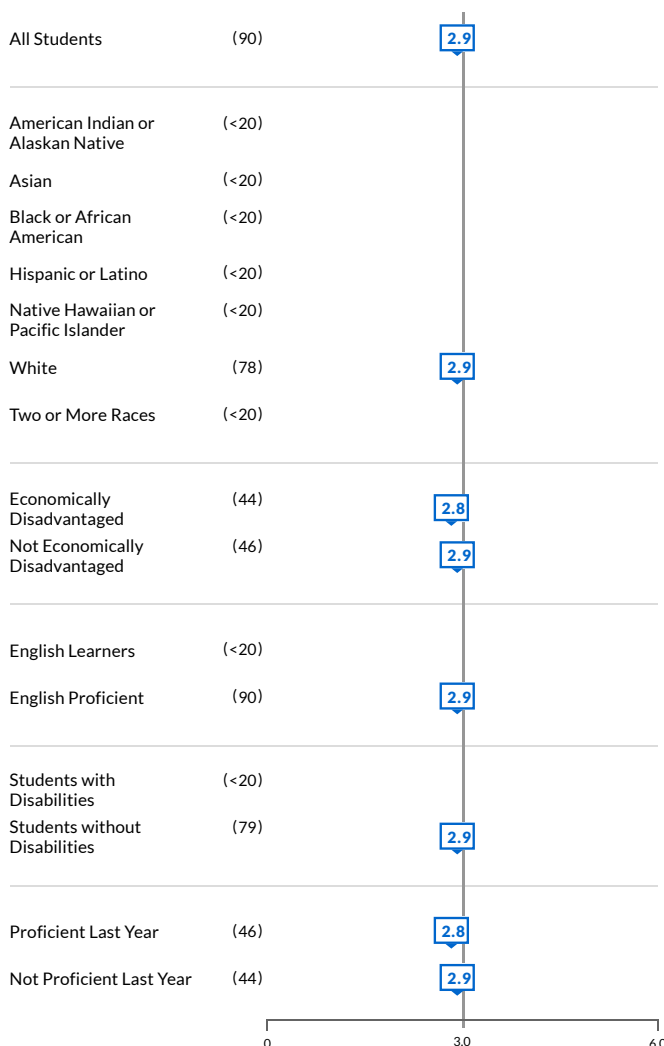 All Students (90) 2.9
American Indian or (<20)
Alaskan Native
Asian (<20)
Black or African (<20)
American
Hispanic or Latino (<20)
Native Hawaiian or (<20)
Pacific Islander
White (78) 2.9
Two or More Races (<20)
Economically (44) 2.8
Disadvantaged
Not Economically (46) 2.9
Disadvantaged
English Learners (<20)
English Proficient (90) 2.9
Students with (<20)
Disabilities
Students without (79) 2.9
Disabilities
Proficient Last Year (46) 2.8
Not Proficient Last Year (44) 2.9
0 3.0 6.0